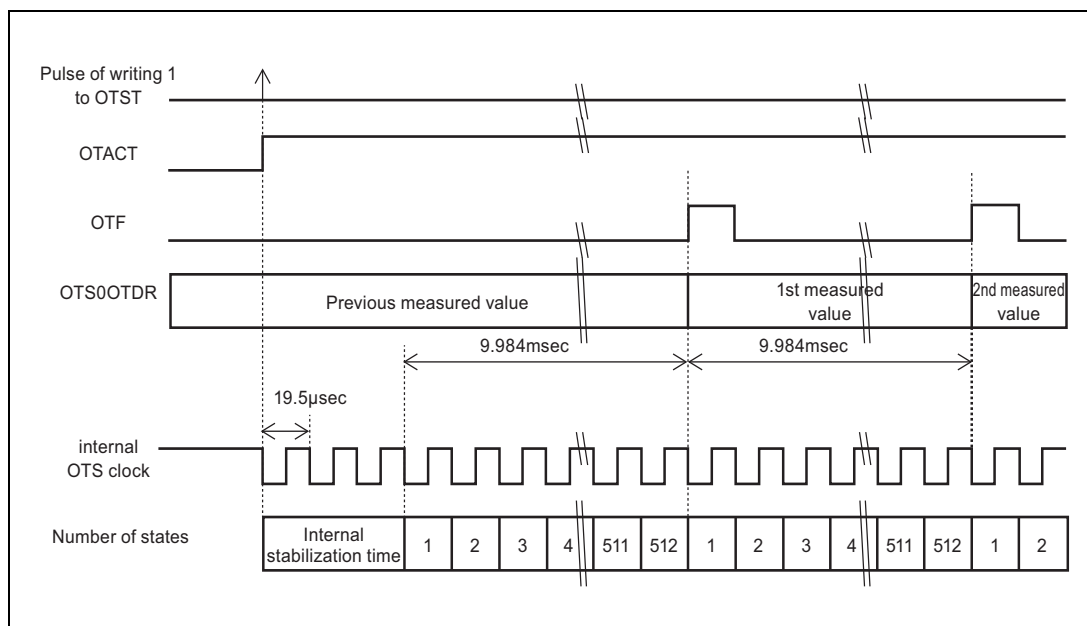 Pulse of writing 1
to OTST
OTACT
OTF
OTS0OTDR
Previous measured value
1st measured
value
2nd measured
value
9.984msec
9.984msec
19.5µsec
internal
OTS clock
Number of states
Internal
stabilization time
1 2 3 4 511 512 1 2 3 4 511 512 1 2